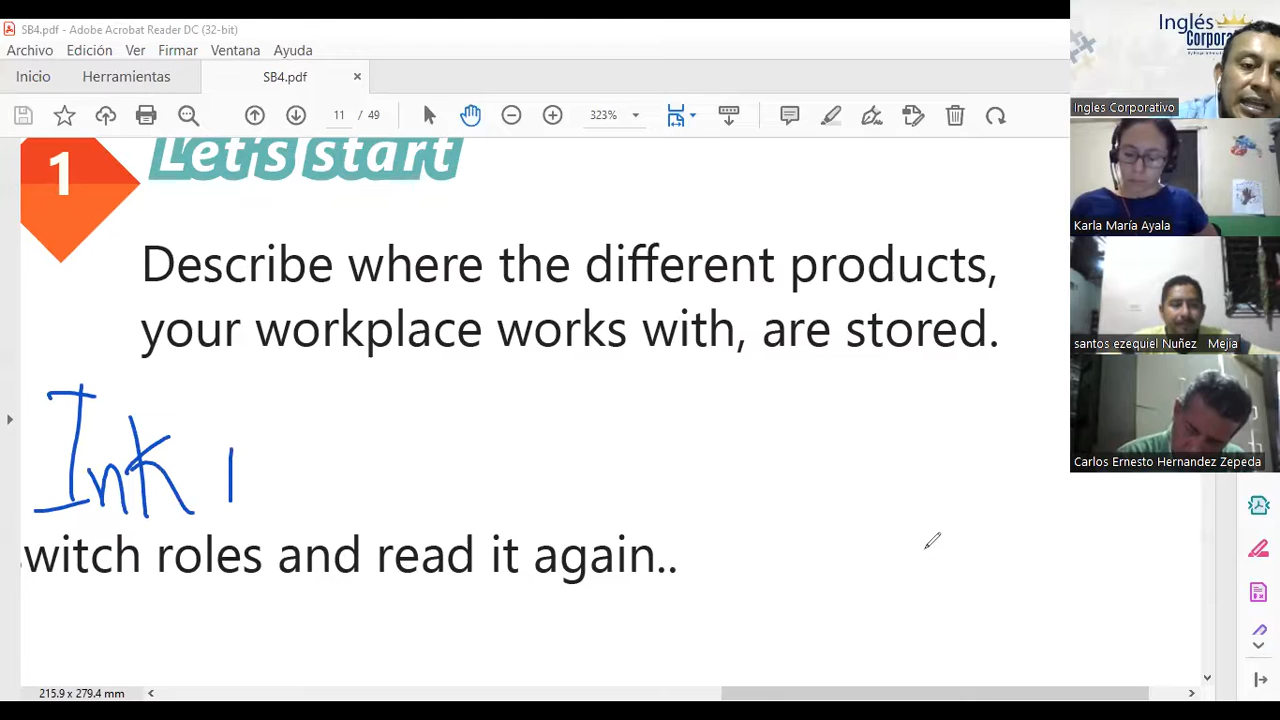 SB4.pdf - Adobe Acrobat Reader DC (32-bit)
Archivo Edición Ver Firmar Ventana Ayuda
Inicio Herramientas SB4.pdf ×
11 / 49 323%
1 Let's start
Describe where the different products,
your workplace works with, are stored.
Ink
witch roles and read it again..
215.9 x 279.4 mm
Inglés
Corporativo
Ingles Corporativo
Karla María Ayala
santos ezequiel Nuñez Mejia
Carlos Ernesto Hernandez Zepeda